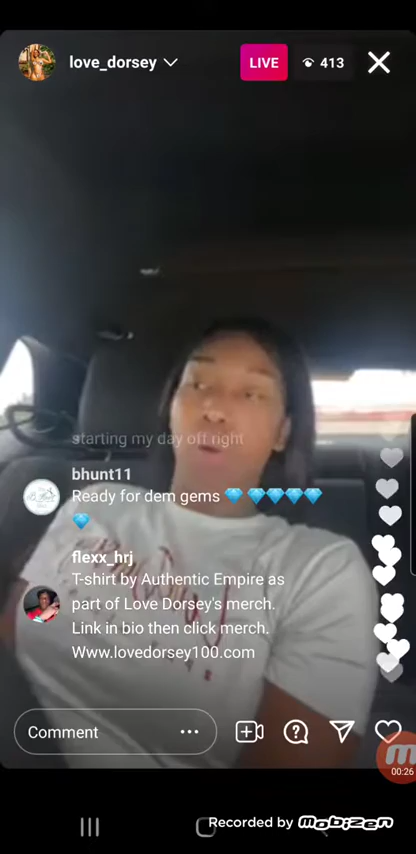 love_dorsey
LIVE
413
starting my day off right
bhunt11
Ready for dem gems 💎 💎💎💎💎
💎
flexx_hrj
T-shirt by Authentic Empire as
part of Love Dorsey's merch.
Link in bio then click merch.
Www.lovedorsey100.com
Comment
00:26
Recorded by mobizen